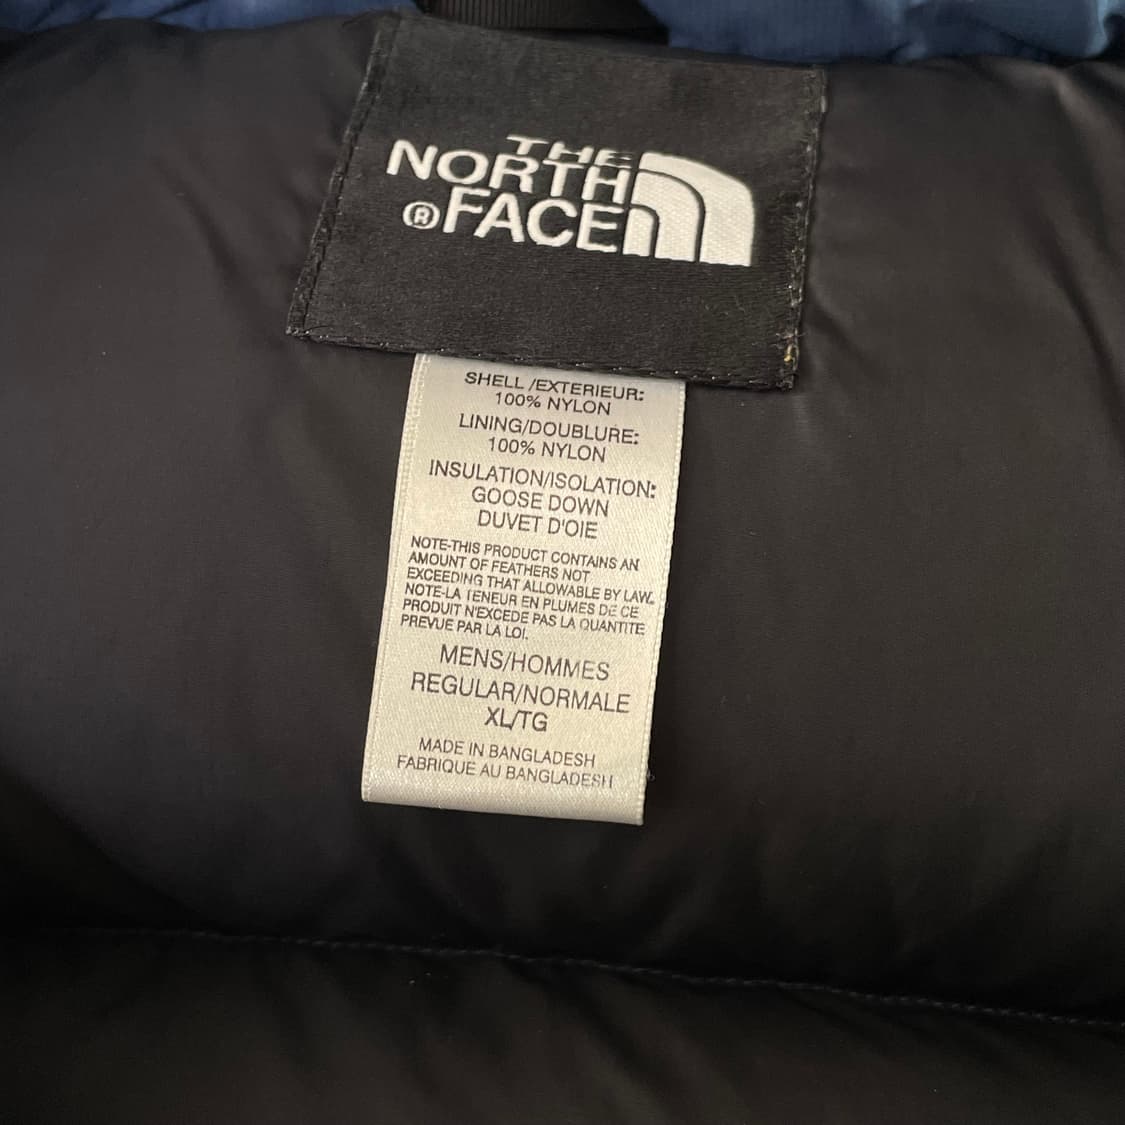 THE
NORTH
®FACE
SHELL /EXTERIEUR:
100% NYLON
LINING/DOUBLURE:
100% NYLON
INSULATION/ISOLATION:
GOOSE DOWN
DUVET D'OIE
NOTE-THIS PRODUCT CONTAINS AN
AMOUNT OF FEATHERS NOT
EXCEEDING THAT ALLOWABLE BY LAW.
NOTE-LA TENEUR EN PLUMES DE CE
PRODUIT N'EXCEDE PAS LA QUANTITE
PREVUE PAR LA LOI.
MENS/HOMMES
REGULAR/NORMALE
XL/TG
MADE IN BANGLADESH
FABRIQUE AU BANGLADESH